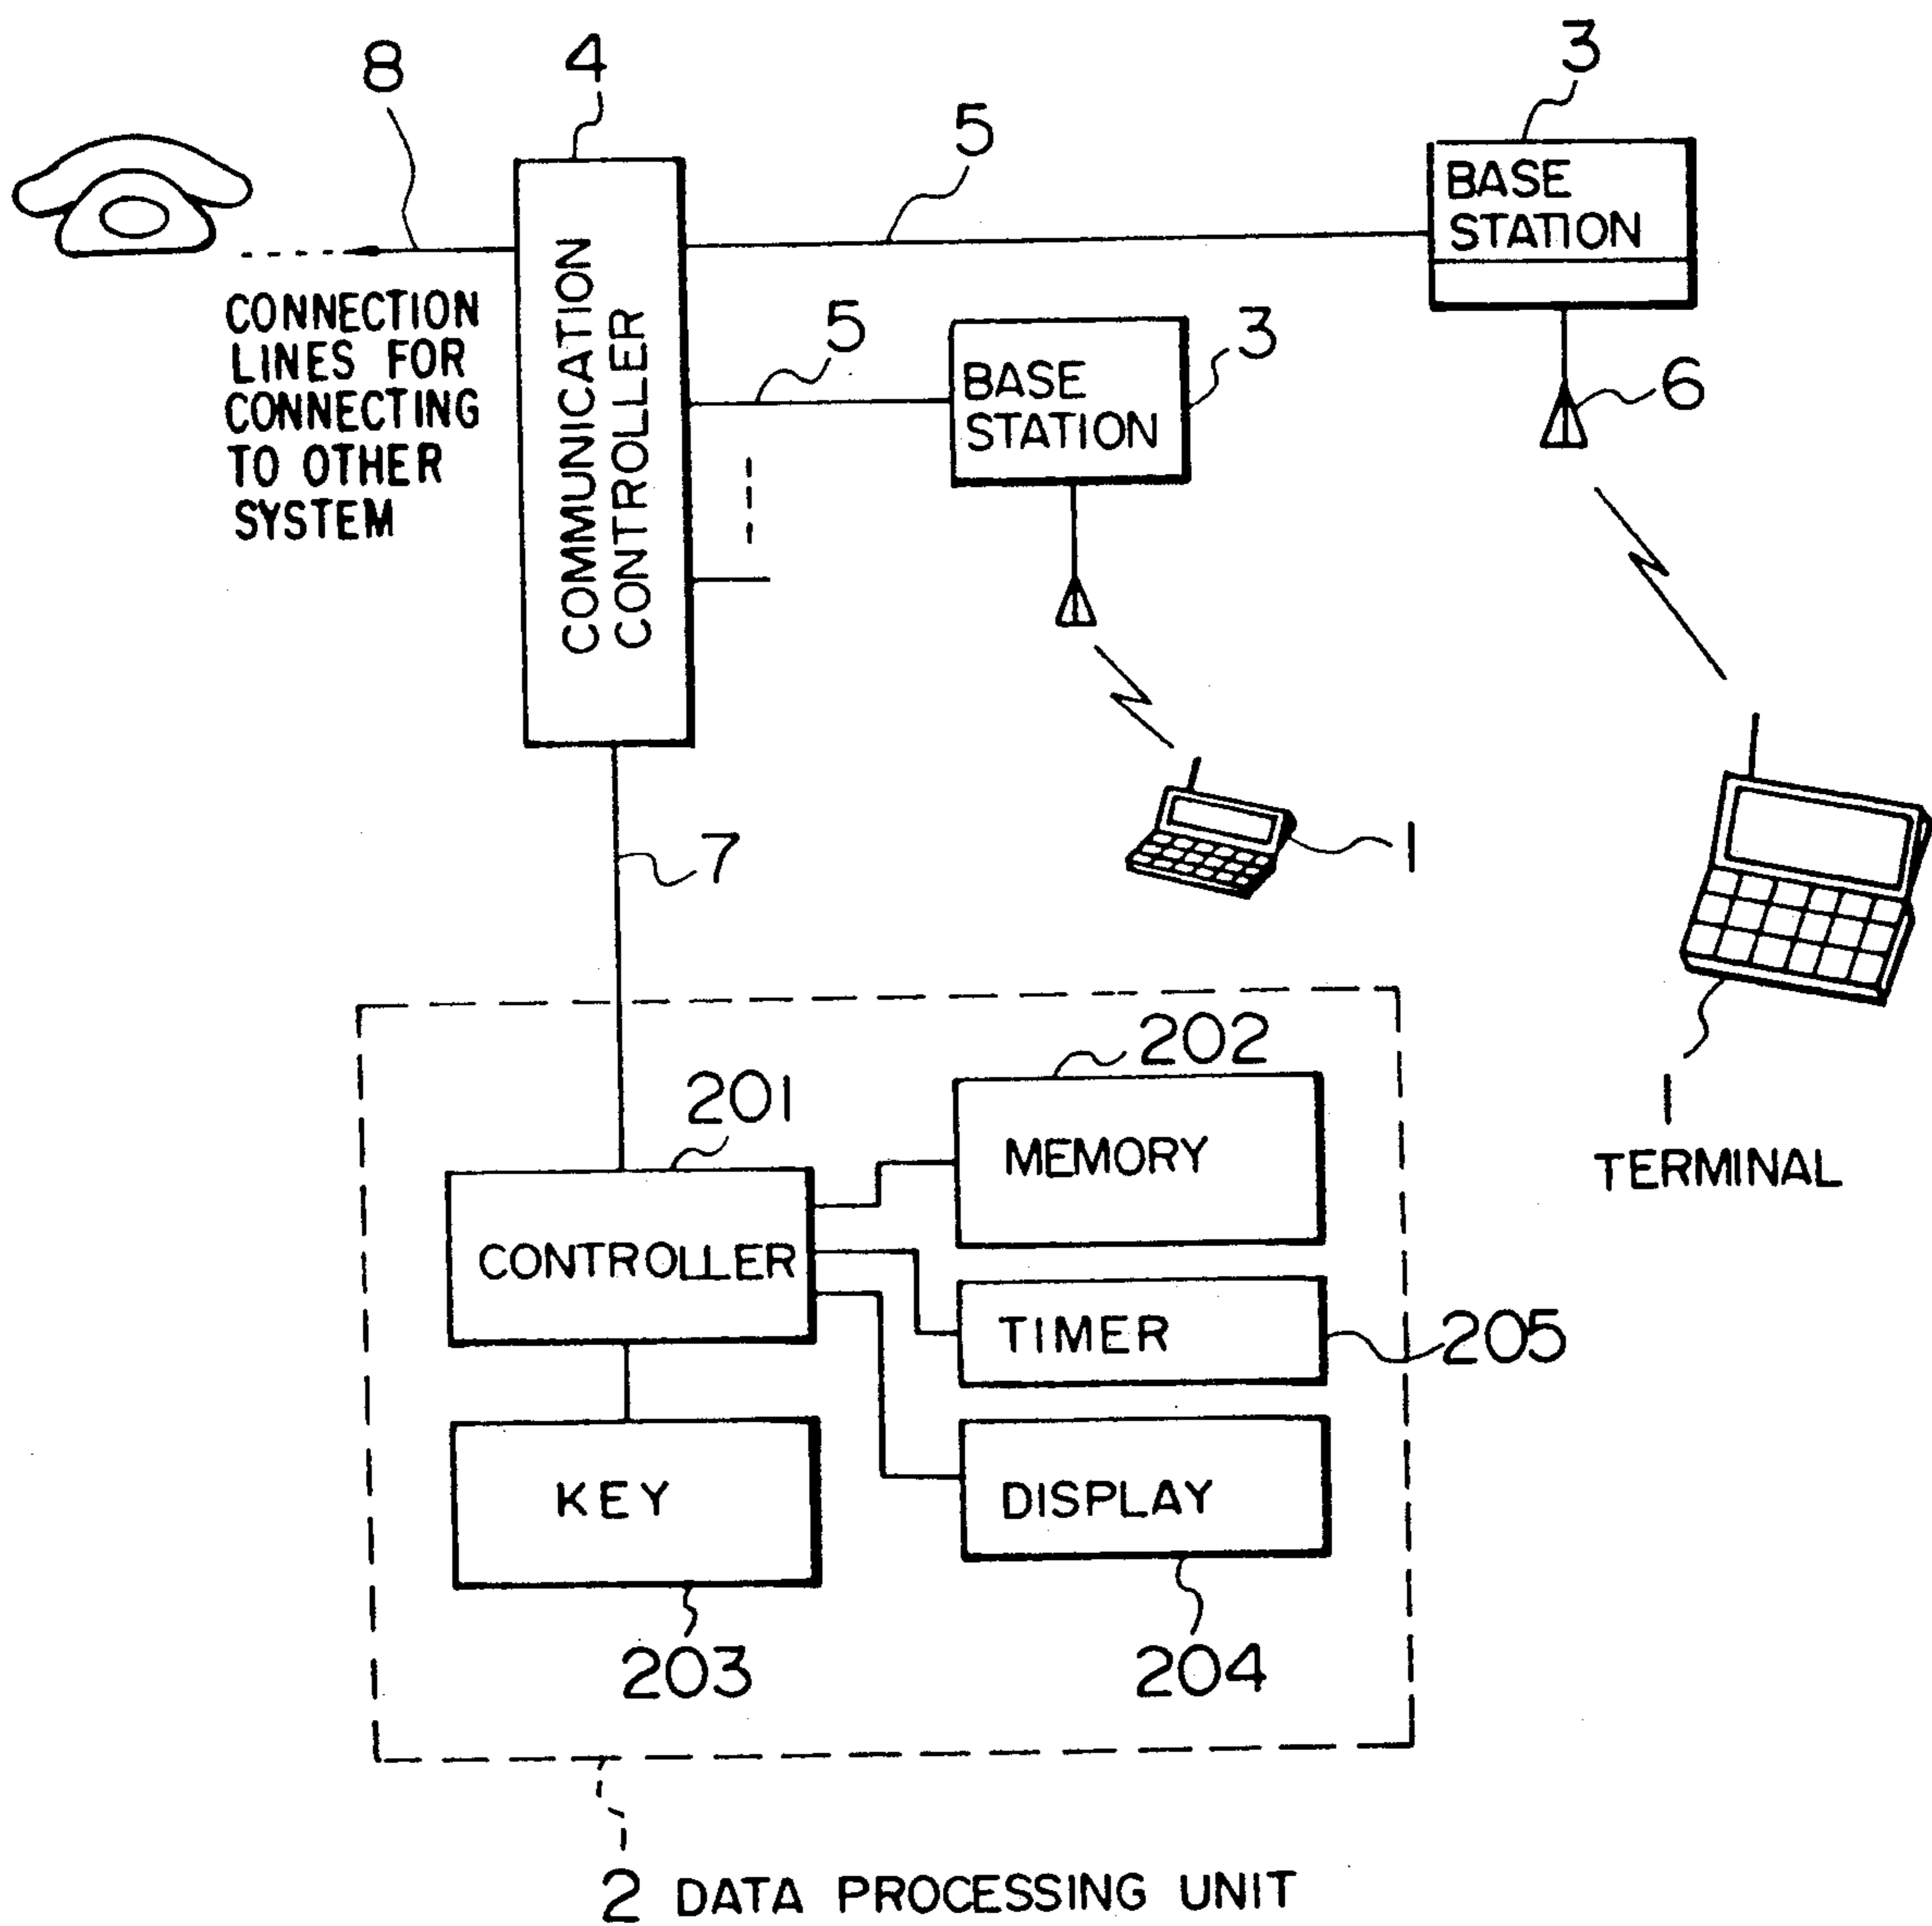 8
4
3
5
BASE
STATION
CONNECTION
LINES FOR
CONNECTING
TO OTHER
SYSTEM
COMMUNICATION
CONTROLLER
5
3
BASE
STATION
6
7
1
1
TERMINAL
202
201
MEMORY
CONTROLLER
TIMER
205
KEY
DISPLAY
203
204
2 DATA PROCESSING UNIT